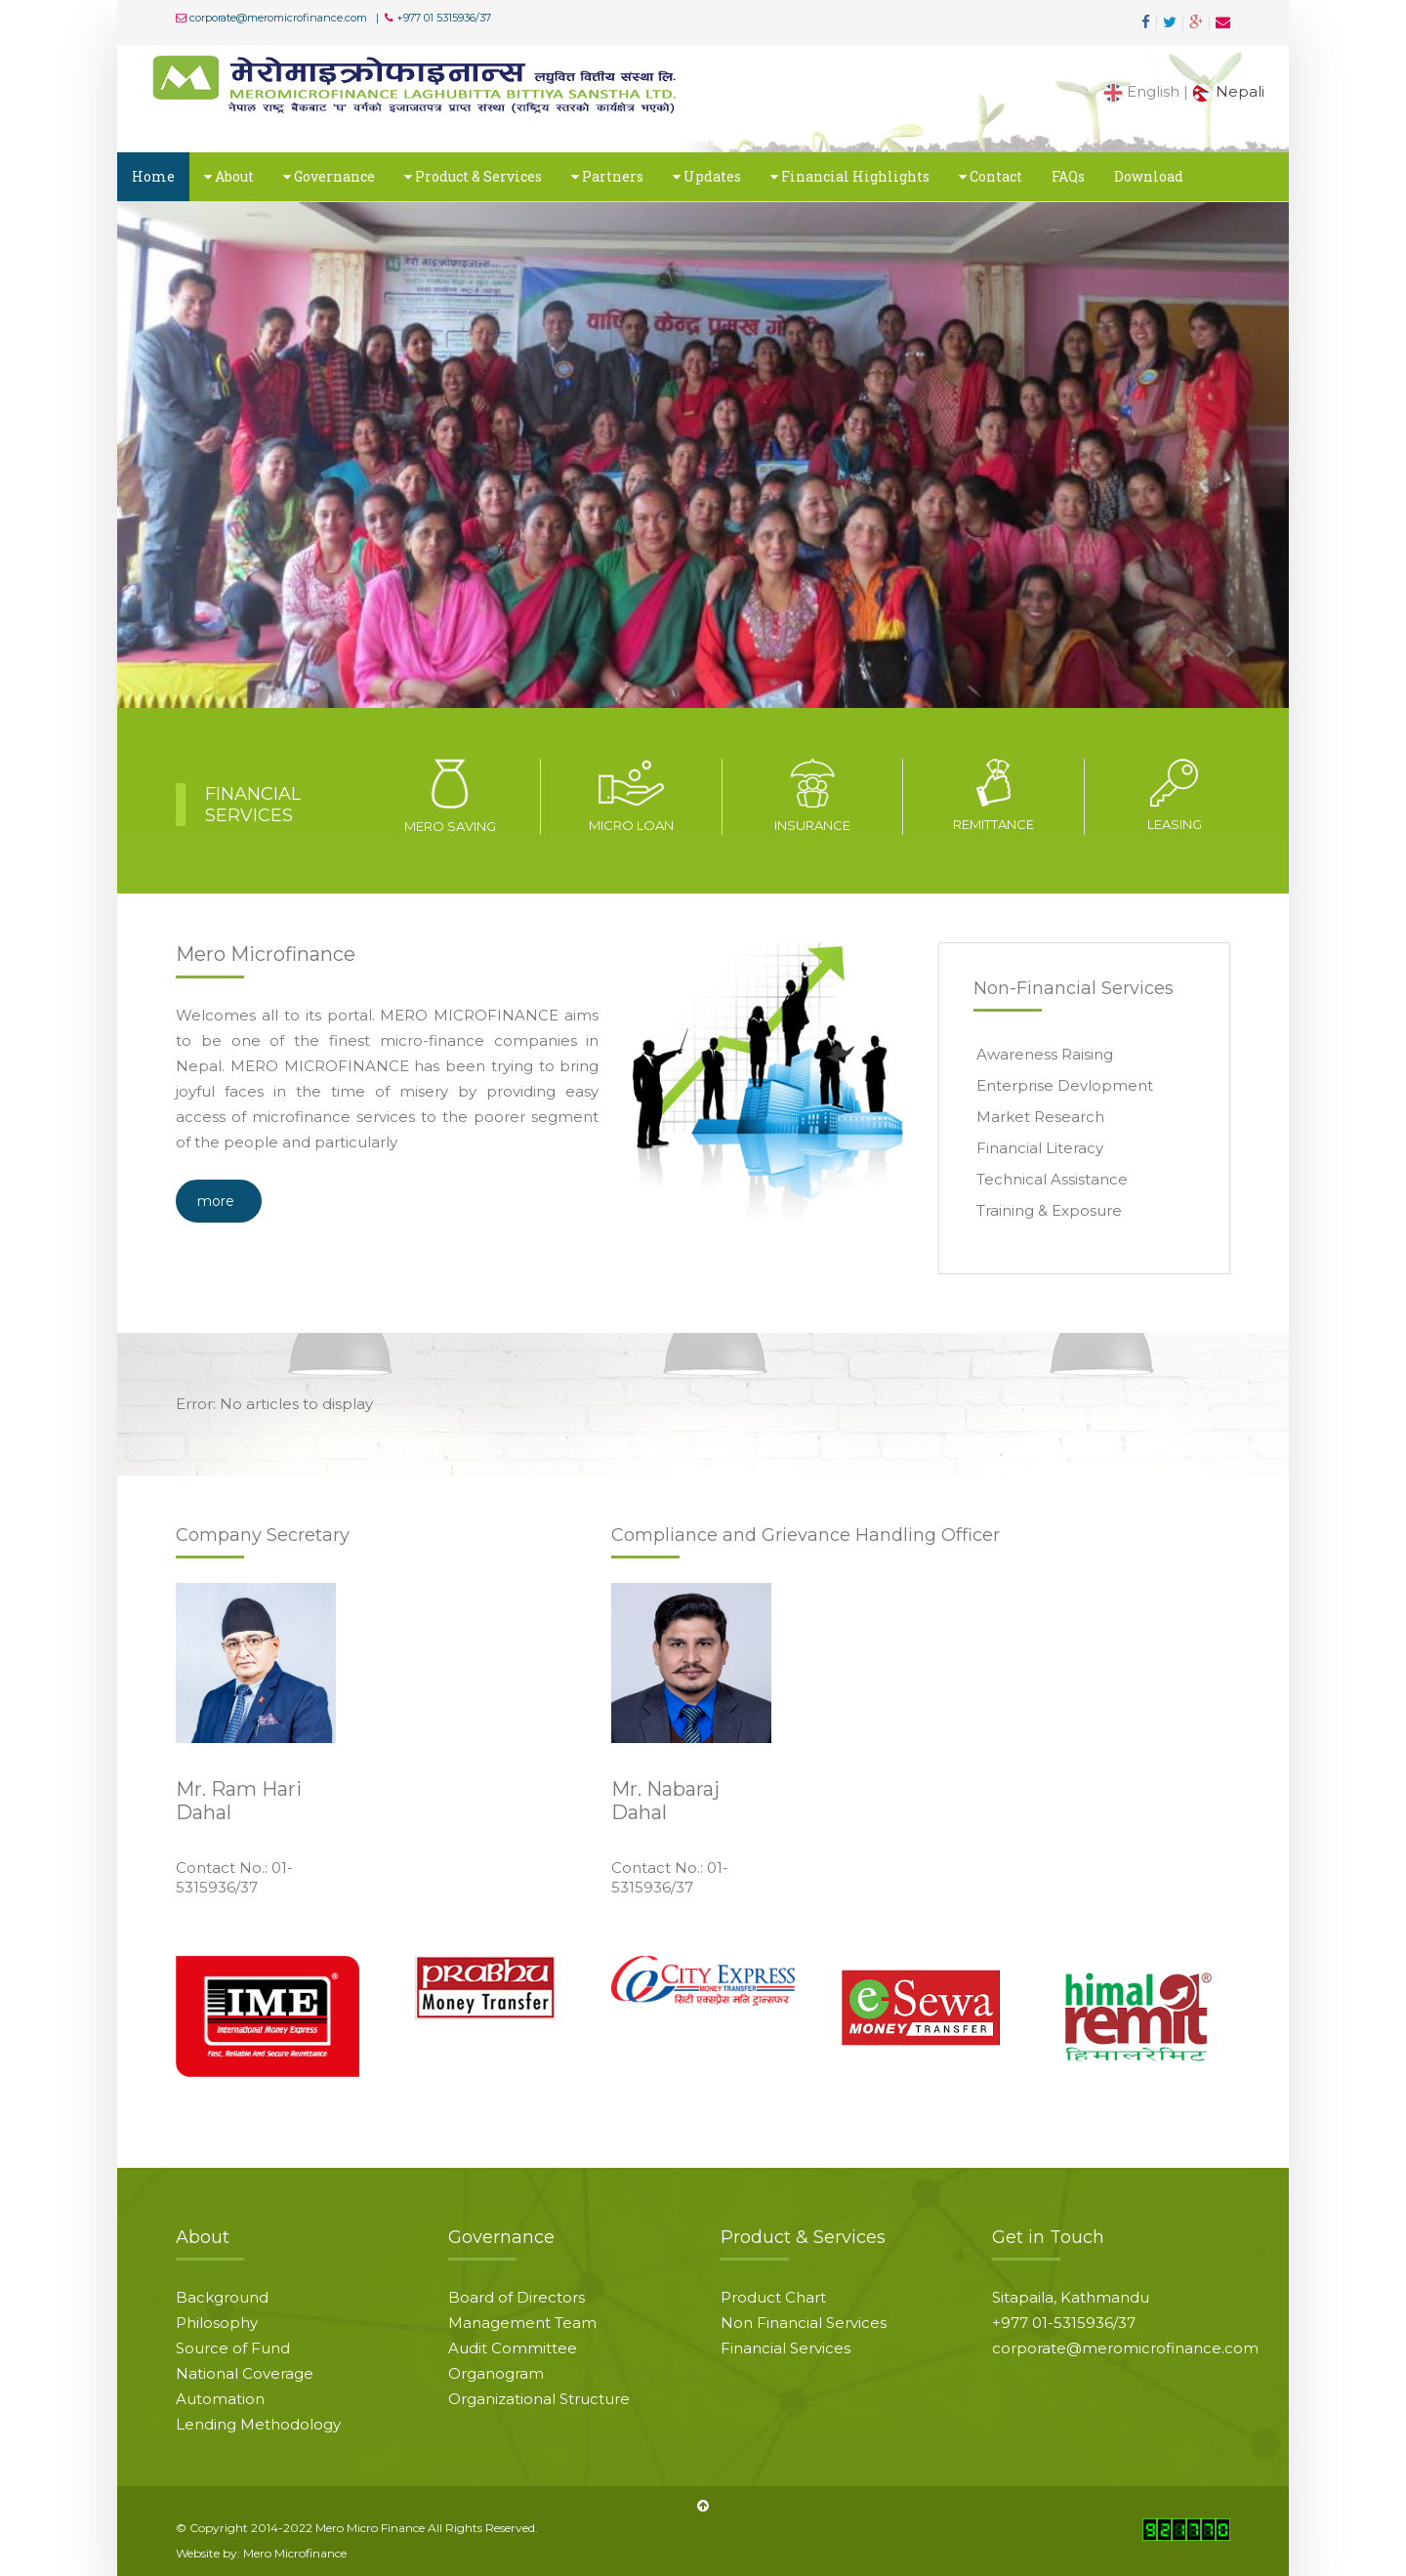 corporate@meromicrofinance.com | +977 01 5315936/37
मेरोमाइक्रोफाइनान्स लघुवित्त वित्तीय संस्था लि.
MEROMICROFINANCE LAGHUBITTA BITTIYA SANSTHA LTD.
नेपाल राष्ट्र बैंकबाट 'घ' वर्गको इजाजतपत्र प्राप्त संस्था (राष्ट्रिय स्तरको कार्यक्षेत्र भएको)
English | Nepali
Home About Governance Product & Services Partners Updates Financial Highlights Contact FAQs Download
वार्षिक केन्द्र प्रमुख
FINANCIAL
SERVICES
MERO SAVING
MICRO LOAN
INSURANCE
REMITTANCE
LEASING
Mero Microfinance
Welcomes all to its portal. MERO MICROFINANCE aims
to be one of the finest micro-finance companies in
Nepal. MERO MICROFINANCE has been trying to bring
joyful faces in the time of misery by providing easy
access of microfinance services to the poorer segment
of the people and particularly
more
Non-Financial Services
Awareness Raising
Enterprise Devlopment
Market Research
Financial Literacy
Technical Assistance
Training & Exposure
Error: No articles to display
Company Secretary
Mr. Ram Hari
Dahal
Contact No.: 01-
5315936/37
Compliance and Grievance Handling Officer
Mr. Nabaraj
Dahal
Contact No.: 01-
5315936/37
IME
International Money Express
Fast, Reliable And Secure Remittance
PRABHU
Money Transfer
CITY EXPRESS
MONEY TRANSFER
सिटी एक्सप्रेस मनि ट्रान्सफर
e-Sewa
MONEY TRANSFER
himal
remit
हिमालरेमिट
About
Background
Philosophy
Source of Fund
National Coverage
Automation
Lending Methodology
Governance
Board of Directors
Management Team
Audit Committee
Organogram
Organizational Structure
Product & Services
Product Chart
Non Financial Services
Financial Services
Get in Touch
Sitapaila, Kathmandu
+977 01-5315936/37
corporate@meromicrofinance.com
© Copyright 2014-2022 Mero Micro Finance All Rights Reserved.
Website by: Mero Microfinance